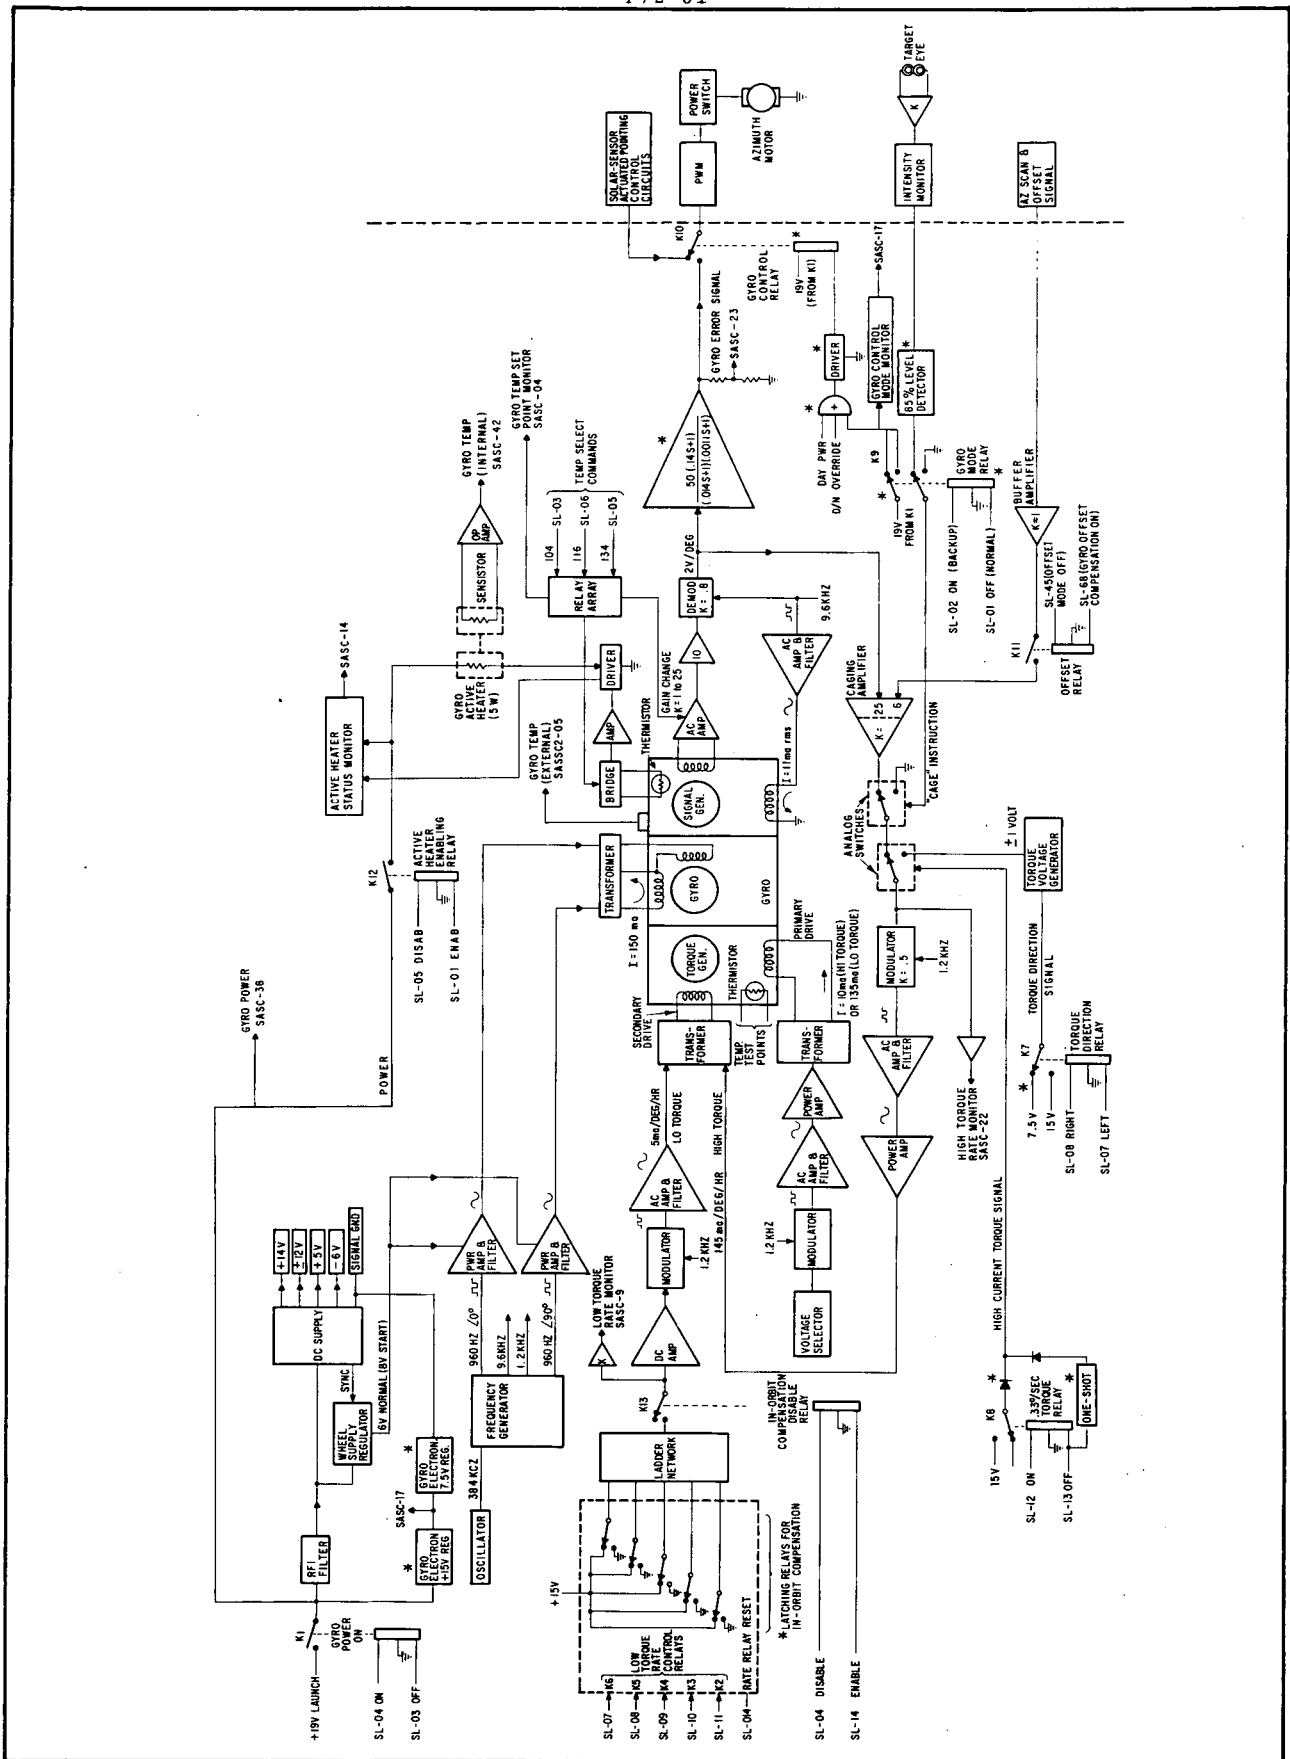 +19V LAUNCH
SL-04 ON
SL-03 OFF
K1
GYRO
POWER
ON
RFI
FILTER
GYRO POWER
SASC-38
POWER
DC SUPPLY
+14V
±12V
+5V
-6V
SIGNAL GND
SYNC
WHEEL
SUPPLY
REGULATOR
6V NORMAL (8V START)
*
GYRO
ELECTRON
+15V REG
SASC-17
*
GYRO
ELECTRON.
7.5V REG.
OSCILLATOR
384 KCZ
FREQUENCY
GENERATOR
960 HZ ∠0°
9.6KHZ
1.2KHZ
960 HZ ∠90°
PWR
AMP &
FILTER
PWR
AMP &
FILTER
K12
SL-05 DISAB
SL-01 ENAB
ACTIVE
HEATER
ENABLING
RELAY
ACTIVE HEATER
STATUS MONITOR
SASC-14
GYRO
ACTIVE
HEATER
(5 W)
SENSISTOR
OP
AMP
GYRO TEMP
(INTERNAL)
SASC-42
DRIVER
AMP
BRIDGE
THERMISTOR
GYRO TEMP
(EXTERNAL)
SASSC2-05
RELAY
ARRAY
104
116
134
SL-03
SL-06
SL-05
TEMP SELECT
COMMANDS
GYRO TEMP SET
POINT MONITOR
SASC-04
GAIN CHANGE
K = 1 to 25
AC
AMP
10
DEMOD
K = .8
2V/DEG
9.6KHZ
AC
AMP &
FILTER
I = 11ma rms
*
50 (.14S+1)
(.014S+1)(.0011S+1)
GYRO ERROR SIGNAL
SASC-23
TRANSFORMER
I = 150 ma
SIGNAL
GEN.
GYRO
GYRO
TORQUE
GEN.
THERMISTOR
PRIMARY
DRIVE
SECONDARY
DRIVE
TRANS-
FORMER
TEMP.
TEST
POINTS
TRANS-
FORMER
I = 10ma (HI TORQUE)
OR 135ma (LO TORQUE)
5ma/DEG/HR
LO TORQUE
145ma/DEG/HR
HIGH TORQUE
AC
AMP &
FILTER
MODULATOR
1.2 KHZ
DC
AMP
LOW TORQUE
RATE MONITOR
SASC-9
K
K13
IN-ORBIT
COMPENSATION
DISABLE
RELAY
LADDER
NETWORK
+15V
LOW
TORQUE
RATE
CONTROL
RELAYS
SL-07
K6
SL-08
K5
SL-09
K4
SL-10
K3
SL-11
K2
SL-014
RATE RELAY RESET
*LATCHING RELAYS FOR
IN-ORBIT COMPENSATION
SL-04 DISABLE
SL-14 ENABLE
VOLTAGE
SELECTOR
MODULATOR
1.2 KHZ
AC
AMP &
FILTER
POWER
AMP
POWER
AMP
AC
AMP &
FILTER
MODULATOR
K = .5
1.2 KHZ
HIGH TORQUE
RATE MONITOR
SASC-22
ANALOG
SWITCHES
"CAGE" INSTRUCTION
CAGING
AMPLIFIER
K =
25
6
±1 VOLT
TORQUE
VOLTAGE
GENERATOR
TORQUE DIRECTION
SIGNAL
K7
*
7.5V
15V
TORQUE
DIRECTION
RELAY
SL-08 RIGHT
SL-07 LEFT
HIGH CURRENT TORQUE SIGNAL
15V
K8
*
.33°/SEC
TORQUE
RELAY
*
ONE-SHOT
SL-12 ON
SL-13 OFF
OFFSET
RELAY
K11
SL-45(OFFSET
MODE OFF)
SL-68(GYRO OFFSET
COMPENSATION ON)
BUFFER
AMPLIFIER
K=1
AZ SCAN &
OFFSET
SIGNAL
SL-02 ON (BACKUP)
SL-01 OFF (NORMAL)
GYRO
MODE
RELAY
*
K9
*
19V
FROM K1
85% LEVEL
DETECTOR
*
GYRO CONTROL
MODE MONITOR
SASC-17
DAY PWR
D/N OVERRIDE
+
*
DRIVER
*
19V
(FROM K1)
*
GYRO
CONTROL
RELAY
K10
SOLAR-SENSOR
ACTUATED POINTING
CONTROL
CIRCUITS
PWM
POWER
SWITCH
AZIMUTH
MOTOR
INTENSITY
MONITOR
K
TARGET
EYE